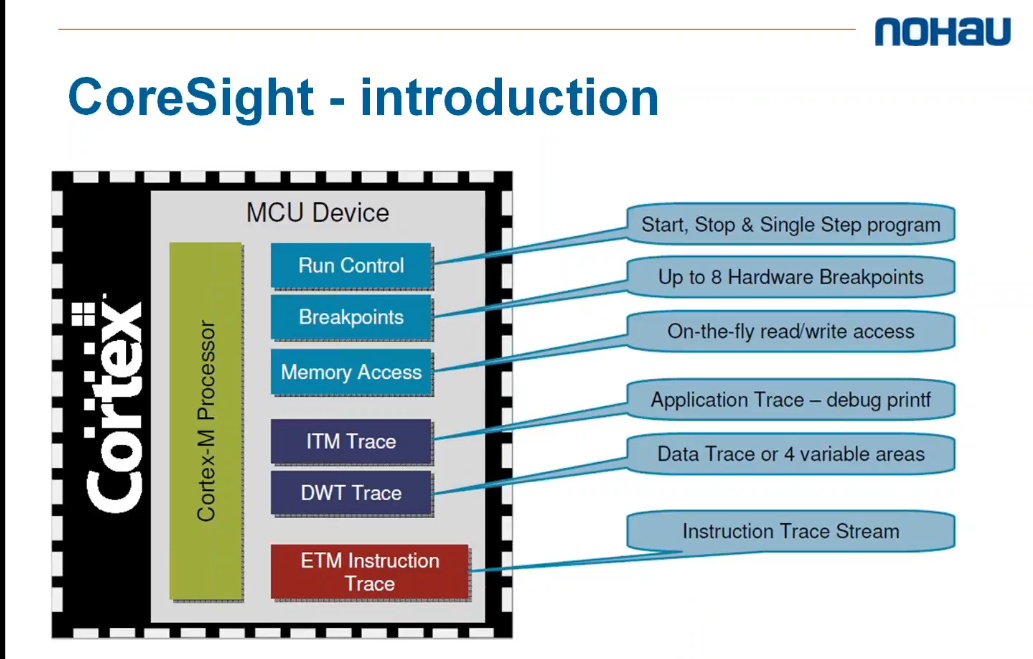 nOHaU
CoreSight - introduction
MCU Device
Cortex
Cortex-M Processor
Run Control
Breakpoints
Memory Access
ITM Trace
DWT Trace
ETM Instruction
Trace
Start, Stop & Single Step program
Up to 8 Hardware Breakpoints
On-the-fly read/write access
Application Trace – debug printf
Data Trace or 4 variable areas
Instruction Trace Stream